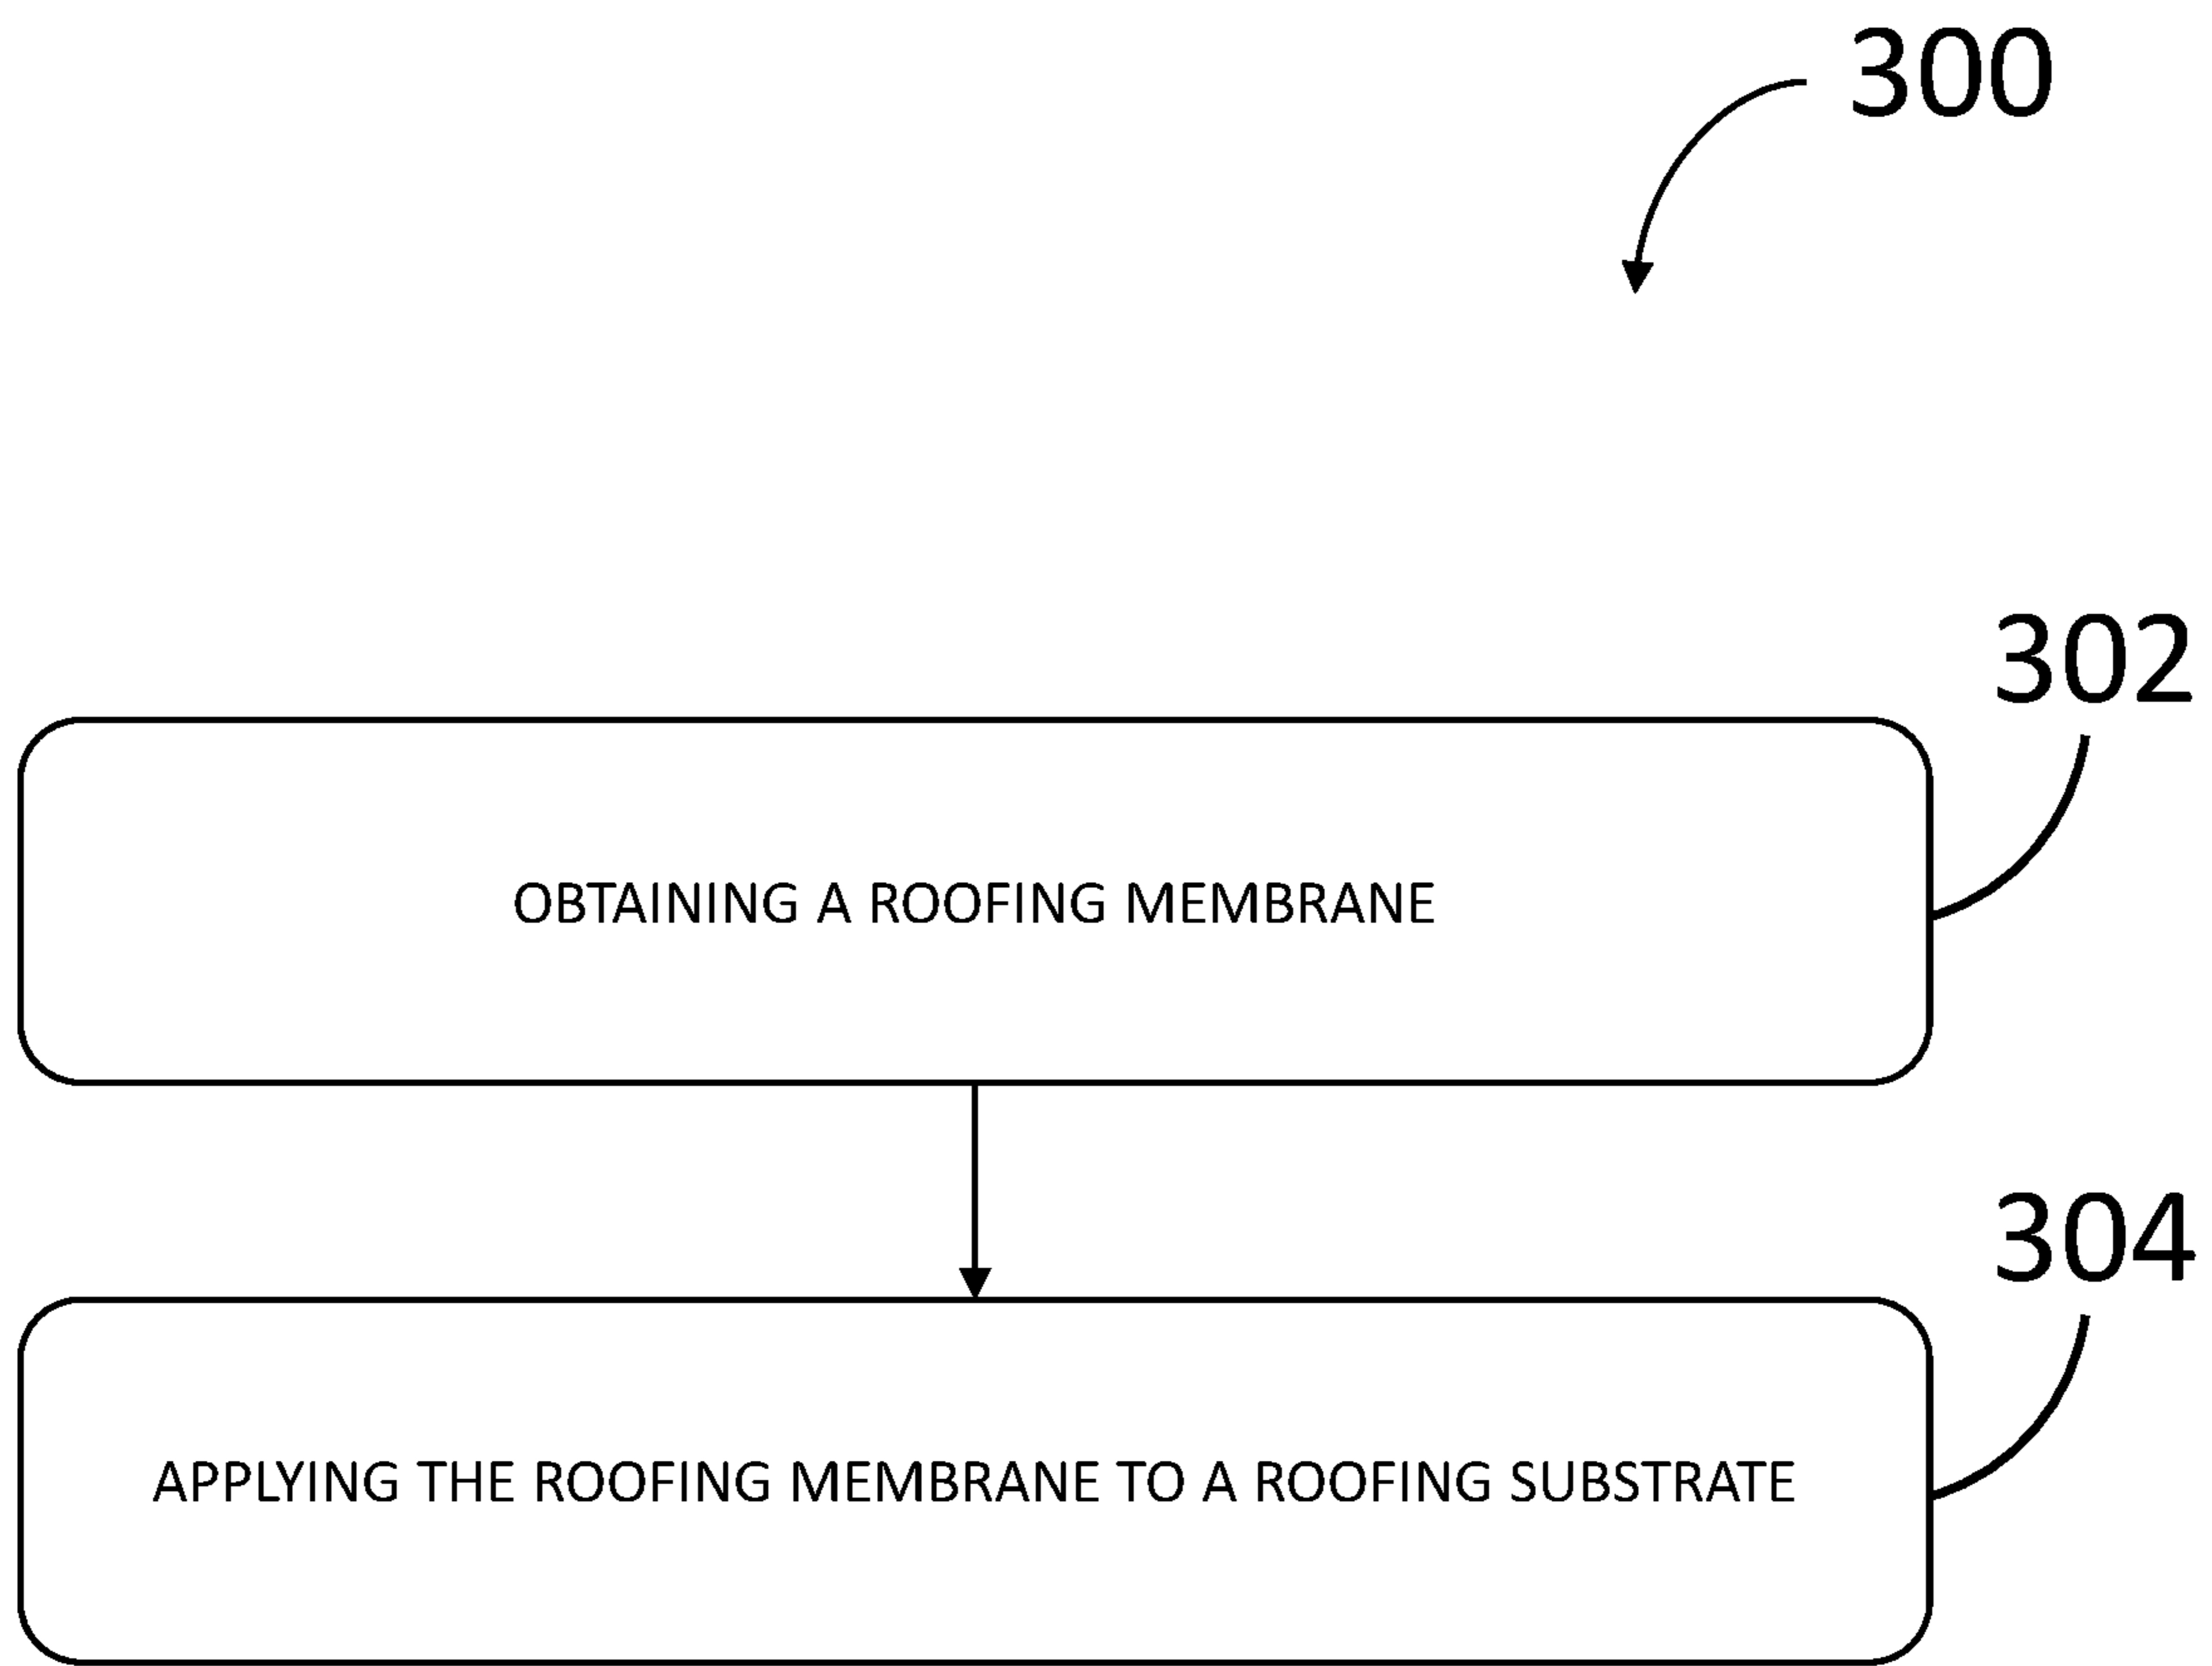 300
302
OBTAINING A ROOFING MEMBRANE
304
APPLYING THE ROOFING MEMBRANE TO A ROOFING SUBSTRATE